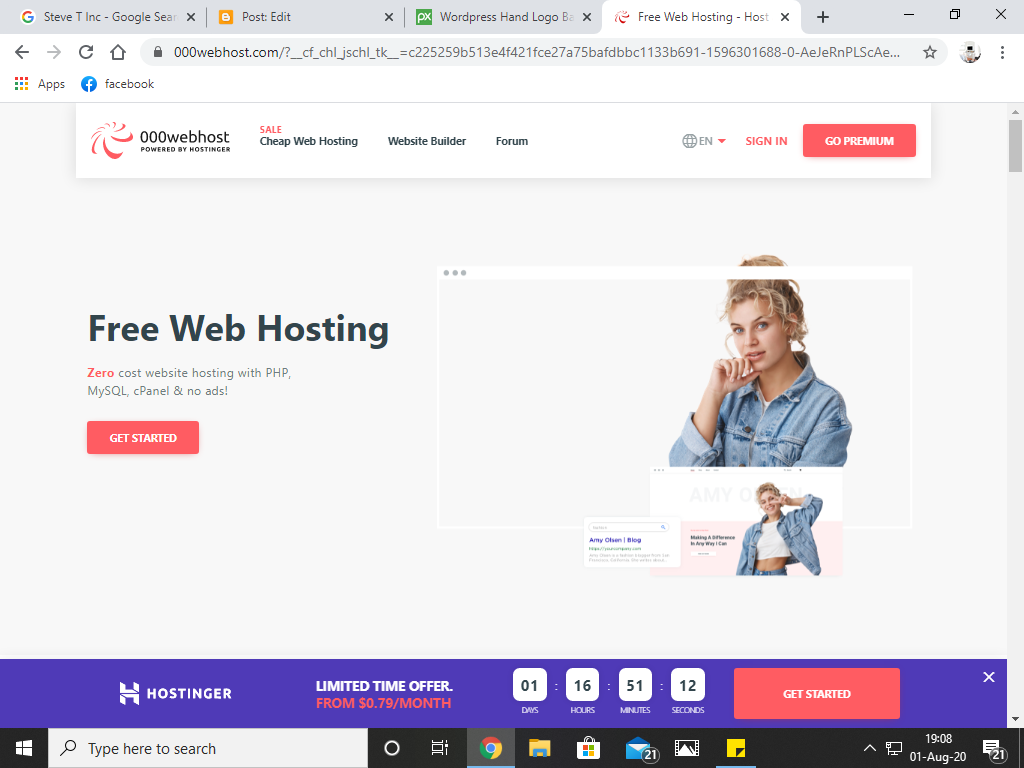 Steve T Inc - Google Sear
Post: Edit
Wordpress Hand Logo Ba
Free Web Hosting - Host
000webhost.com/?__cf_chl_jschl_tk__=c225259b513e4f421fce27a75bafdbbc1133b691-1596301688-0-AeJeRnPLScAe...
Apps
facebook
000webhost
POWERED BY HOSTINGER
SALE
Cheap Web Hosting
Website Builder
Forum
EN
SIGN IN
GO PREMIUM
Free Web Hosting
Zero cost website hosting with PHP,
MySQL, cPanel & no ads!
GET STARTED
AMY OLSEN
Amy Olsen | Blog
https://yourcompany.com
Making A Difference
In Any Way I Can
HOSTINGER
LIMITED TIME OFFER.
FROM $0.79/MONTH
01 : 16 : 51 : 12
DAYS HOURS MINUTES SECONDS
GET STARTED
Type here to search
21
19:08
01-Aug-20
21